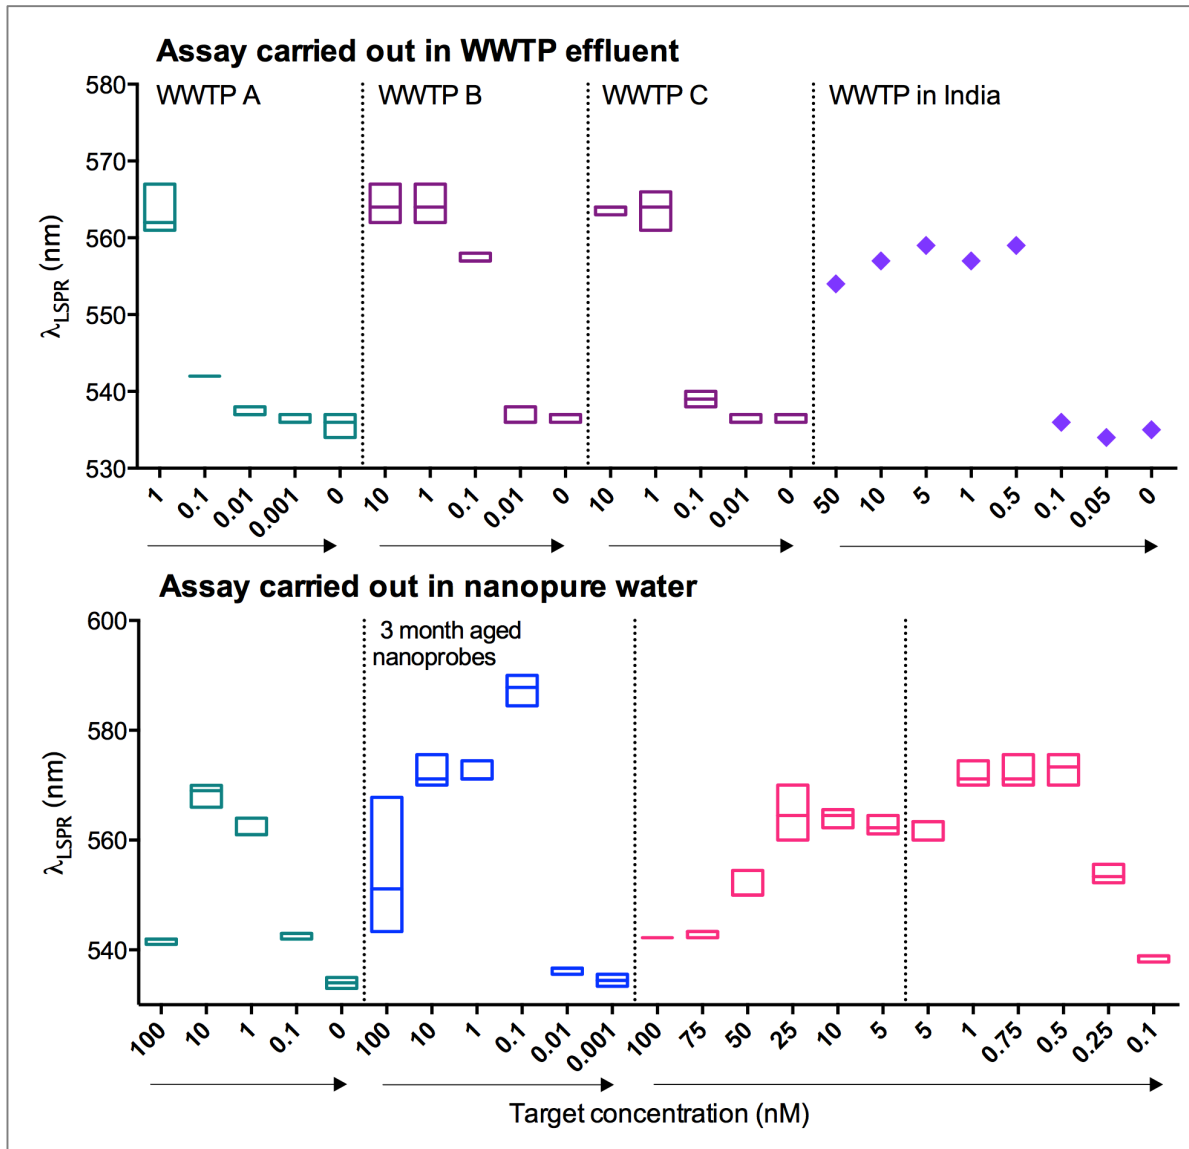 Assay carried out in WWTP effluent
580
WWTP A
WWTP B
WWTP C
WWTP in India
570
560
550
540
530
λLSPR (nm)
1 0.1 0.01 0.001 0 10 1 0.1 0.01 0 10 1 0.1 0.01 0 50 10 5 1 0.5 0.1 0.05 0
Assay carried out in nanopure water
600
3 month aged
nanoprobes
580
560
540
λLSPR (nm)
100 10 1 0.1 0 100 10 1 0.1 0.01 0.001 100 75 50 25 10 5 5 1 0.75 0.5 0.25 0.1
Target concentration (nM)